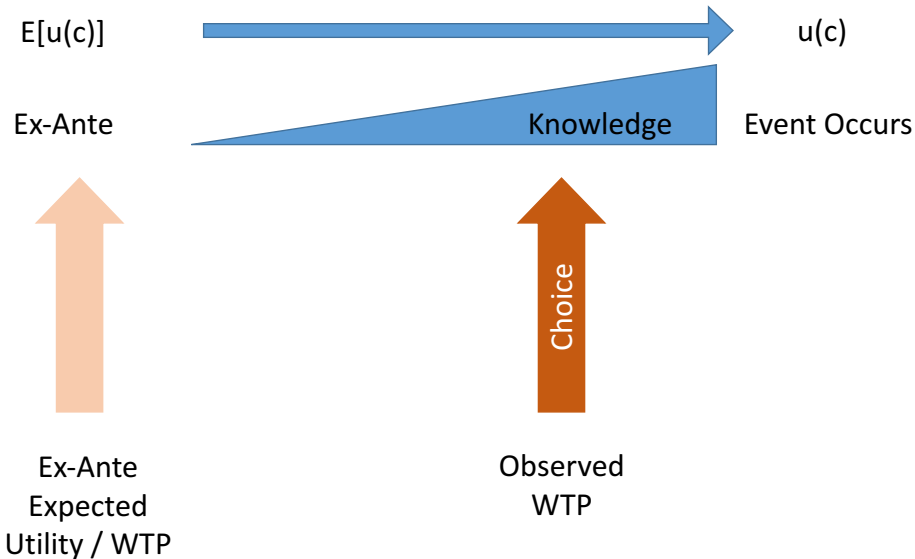 E[u(c)]
u(c)
Ex-Ante
Knowledge
Event Occurs
Choice
Ex-Ante
Expected
Utility / WTP
Observed
WTP